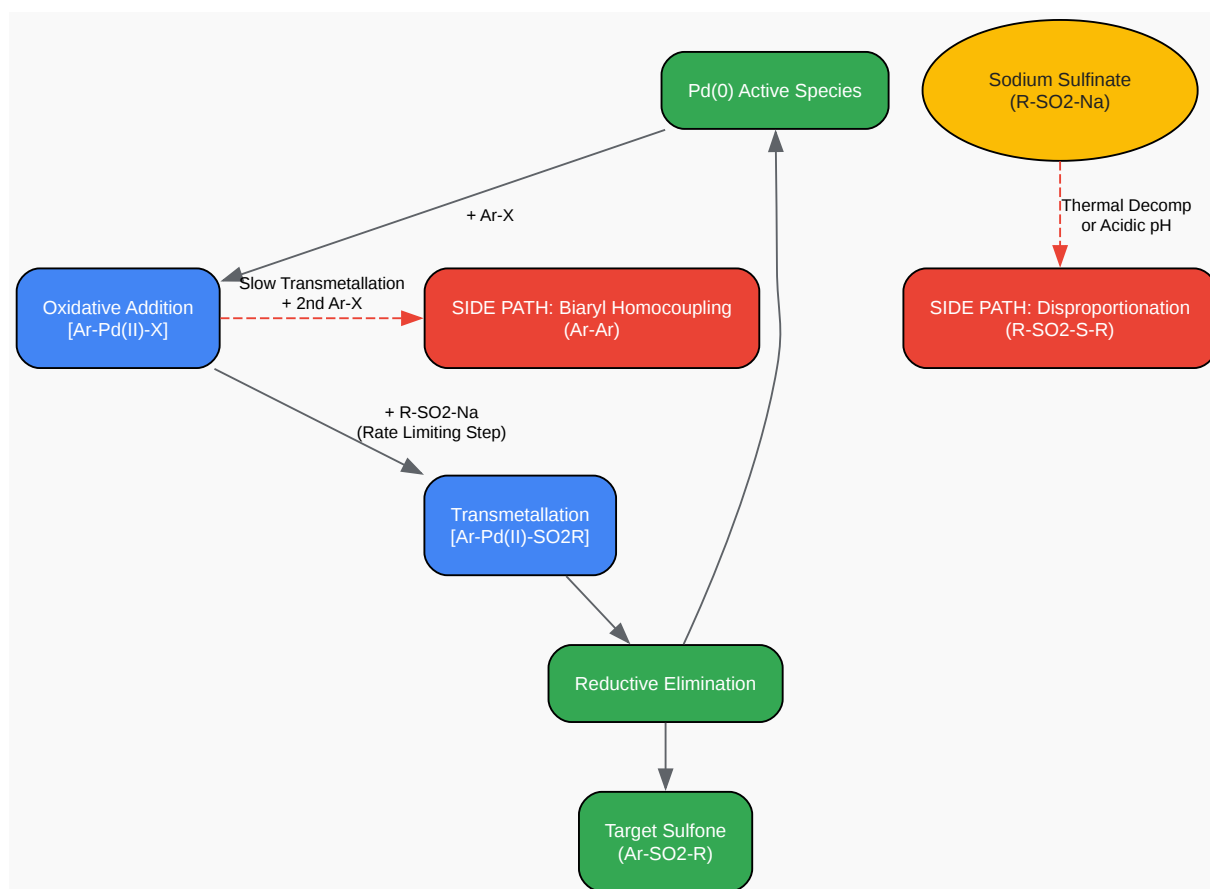 Pd(0) Active Species
Sodium Sulfinate
(R-SO2-Na)
+ Ar-X
Thermal Decomp
or Acidic pH
Oxidative Addition
[Ar-Pd(II)-X]
Slow Transmetallation
+ 2nd Ar-X
SIDE PATH: Biaryl Homocoupling
(Ar-Ar)
SIDE PATH: Disproportionation
(R-SO2-S-R)
+ R-SO2-Na
(Rate Limiting Step)
Transmetallation
[Ar-Pd(II)-SO2R]
Reductive Elimination
Target Sulfone
(Ar-SO2-R)